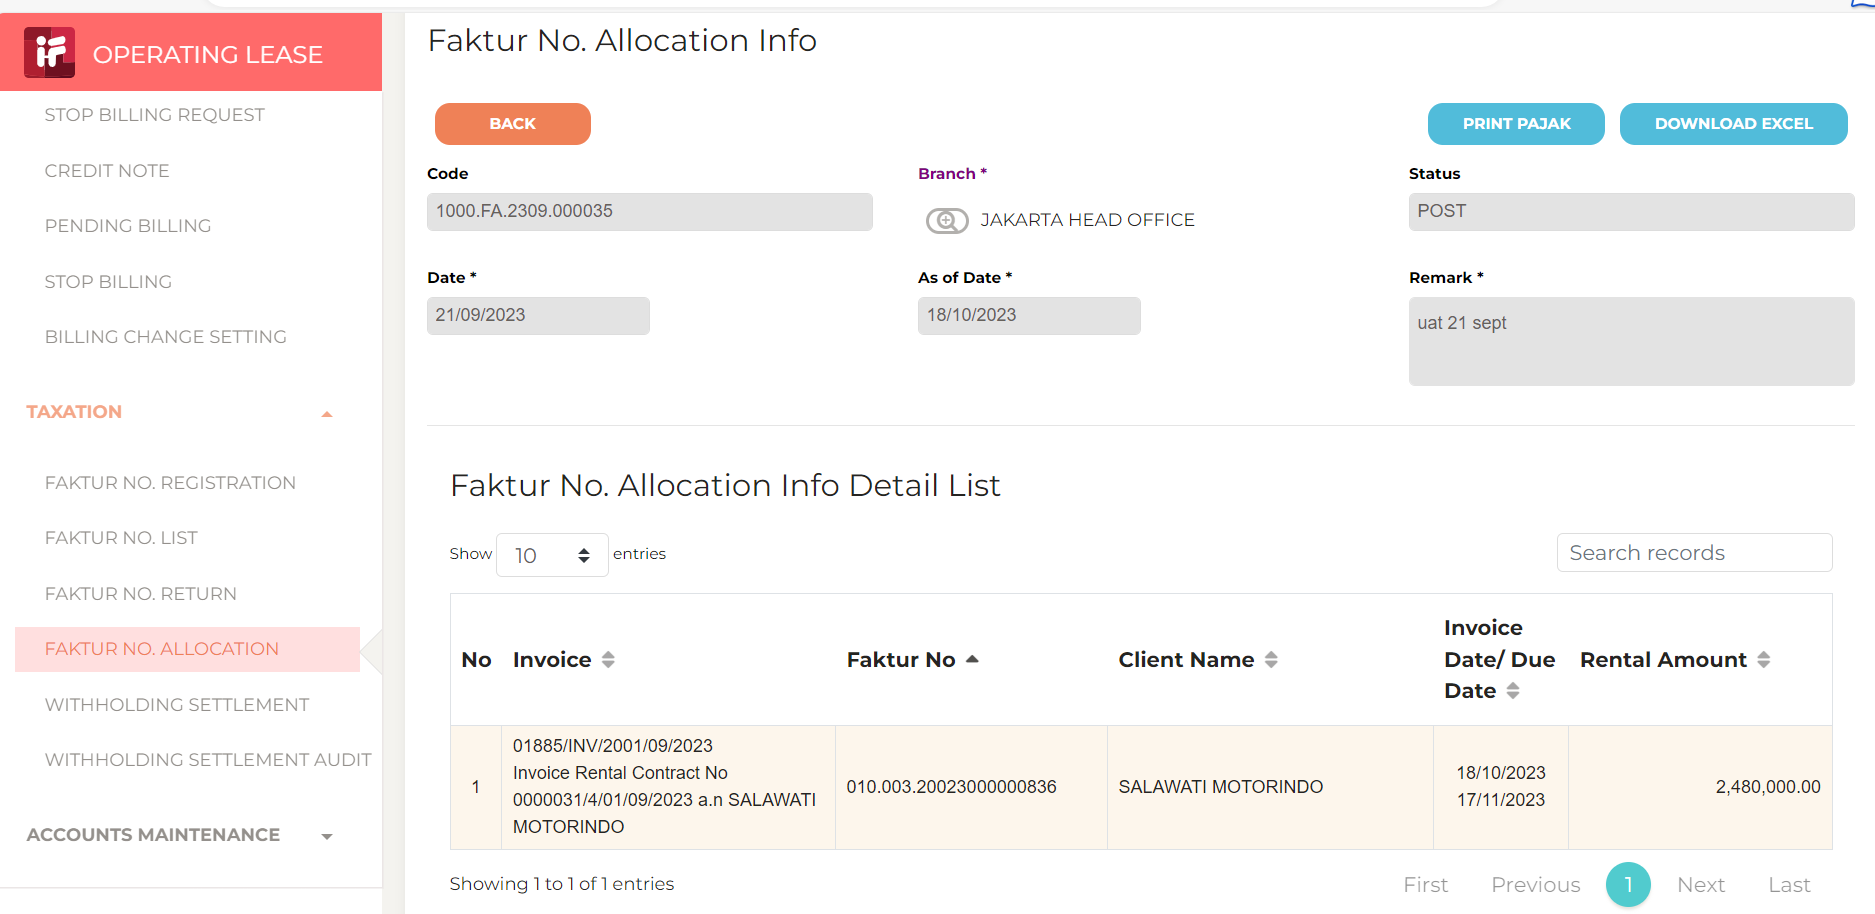 OPERATING LEASE
STOP BILLING REQUEST
CREDIT NOTE
PENDING BILLING
STOP BILLING
BILLING CHANGE SETTING
TAXATION
FAKTUR NO. REGISTRATION
FAKTUR NO. LIST
FAKTUR NO. RETURN
FAKTUR NO. ALLOCATION
WITHHOLDING SETTLEMENT
WITHHOLDING SETTLEMENT AUDIT
ACCOUNTS MAINTENANCE
Faktur No. Allocation Info
BACK
PRINT PAJAK
DOWNLOAD EXCEL
Code
1000.FA.2309.000035
Branch *
JAKARTA HEAD OFFICE
Status
POST
Date *
21/09/2023
As of Date *
18/10/2023
Remark *
uat 21 sept
Faktur No. Allocation Info Detail List
Show 10 entries
Search records
No
Invoice
Faktur No
Client Name
Invoice
Date/ Due
Date
Rental Amount
1
01885/INV/2001/09/2023
Invoice Rental Contract No
0000031/4/01/09/2023 a.n SALAWATI
MOTORINDO
010.003.20023000000836
SALAWATI MOTORINDO
18/10/2023
17/11/2023
2,480,000.00
Showing 1 to 1 of 1 entries
First
Previous
1
Next
Last